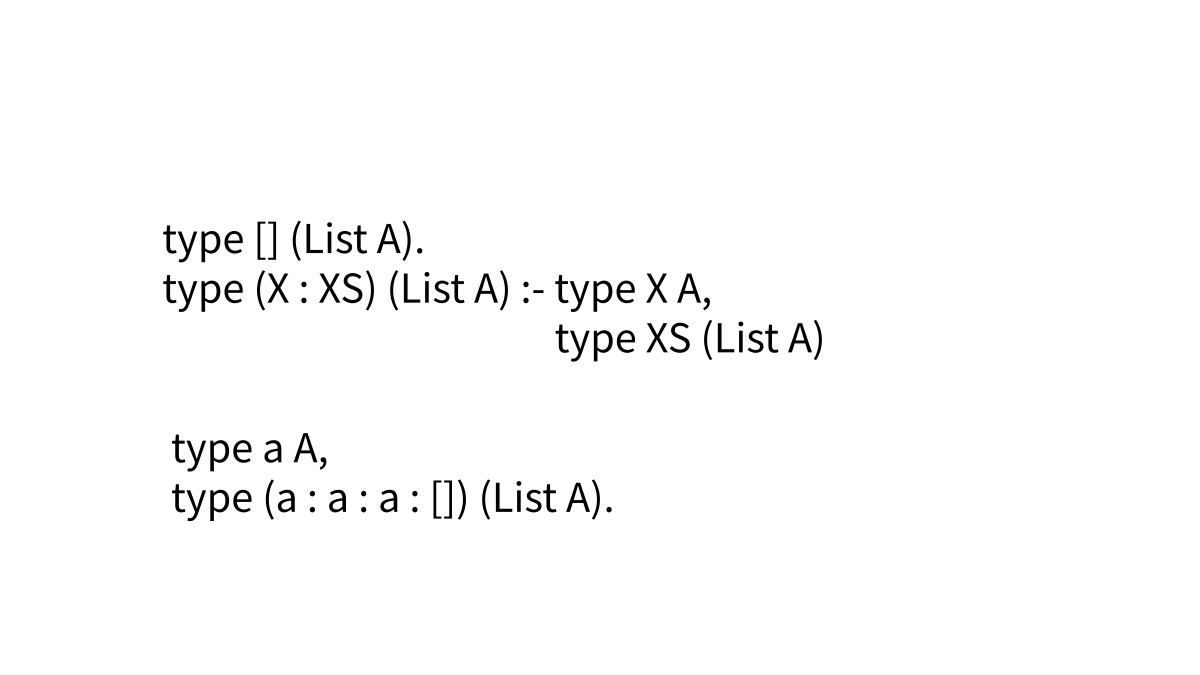 type [] (List A).
type (X : XS) (List A) :- type X A,
type XS (List A)
type a A,
type (a : a : a : []) (List A).